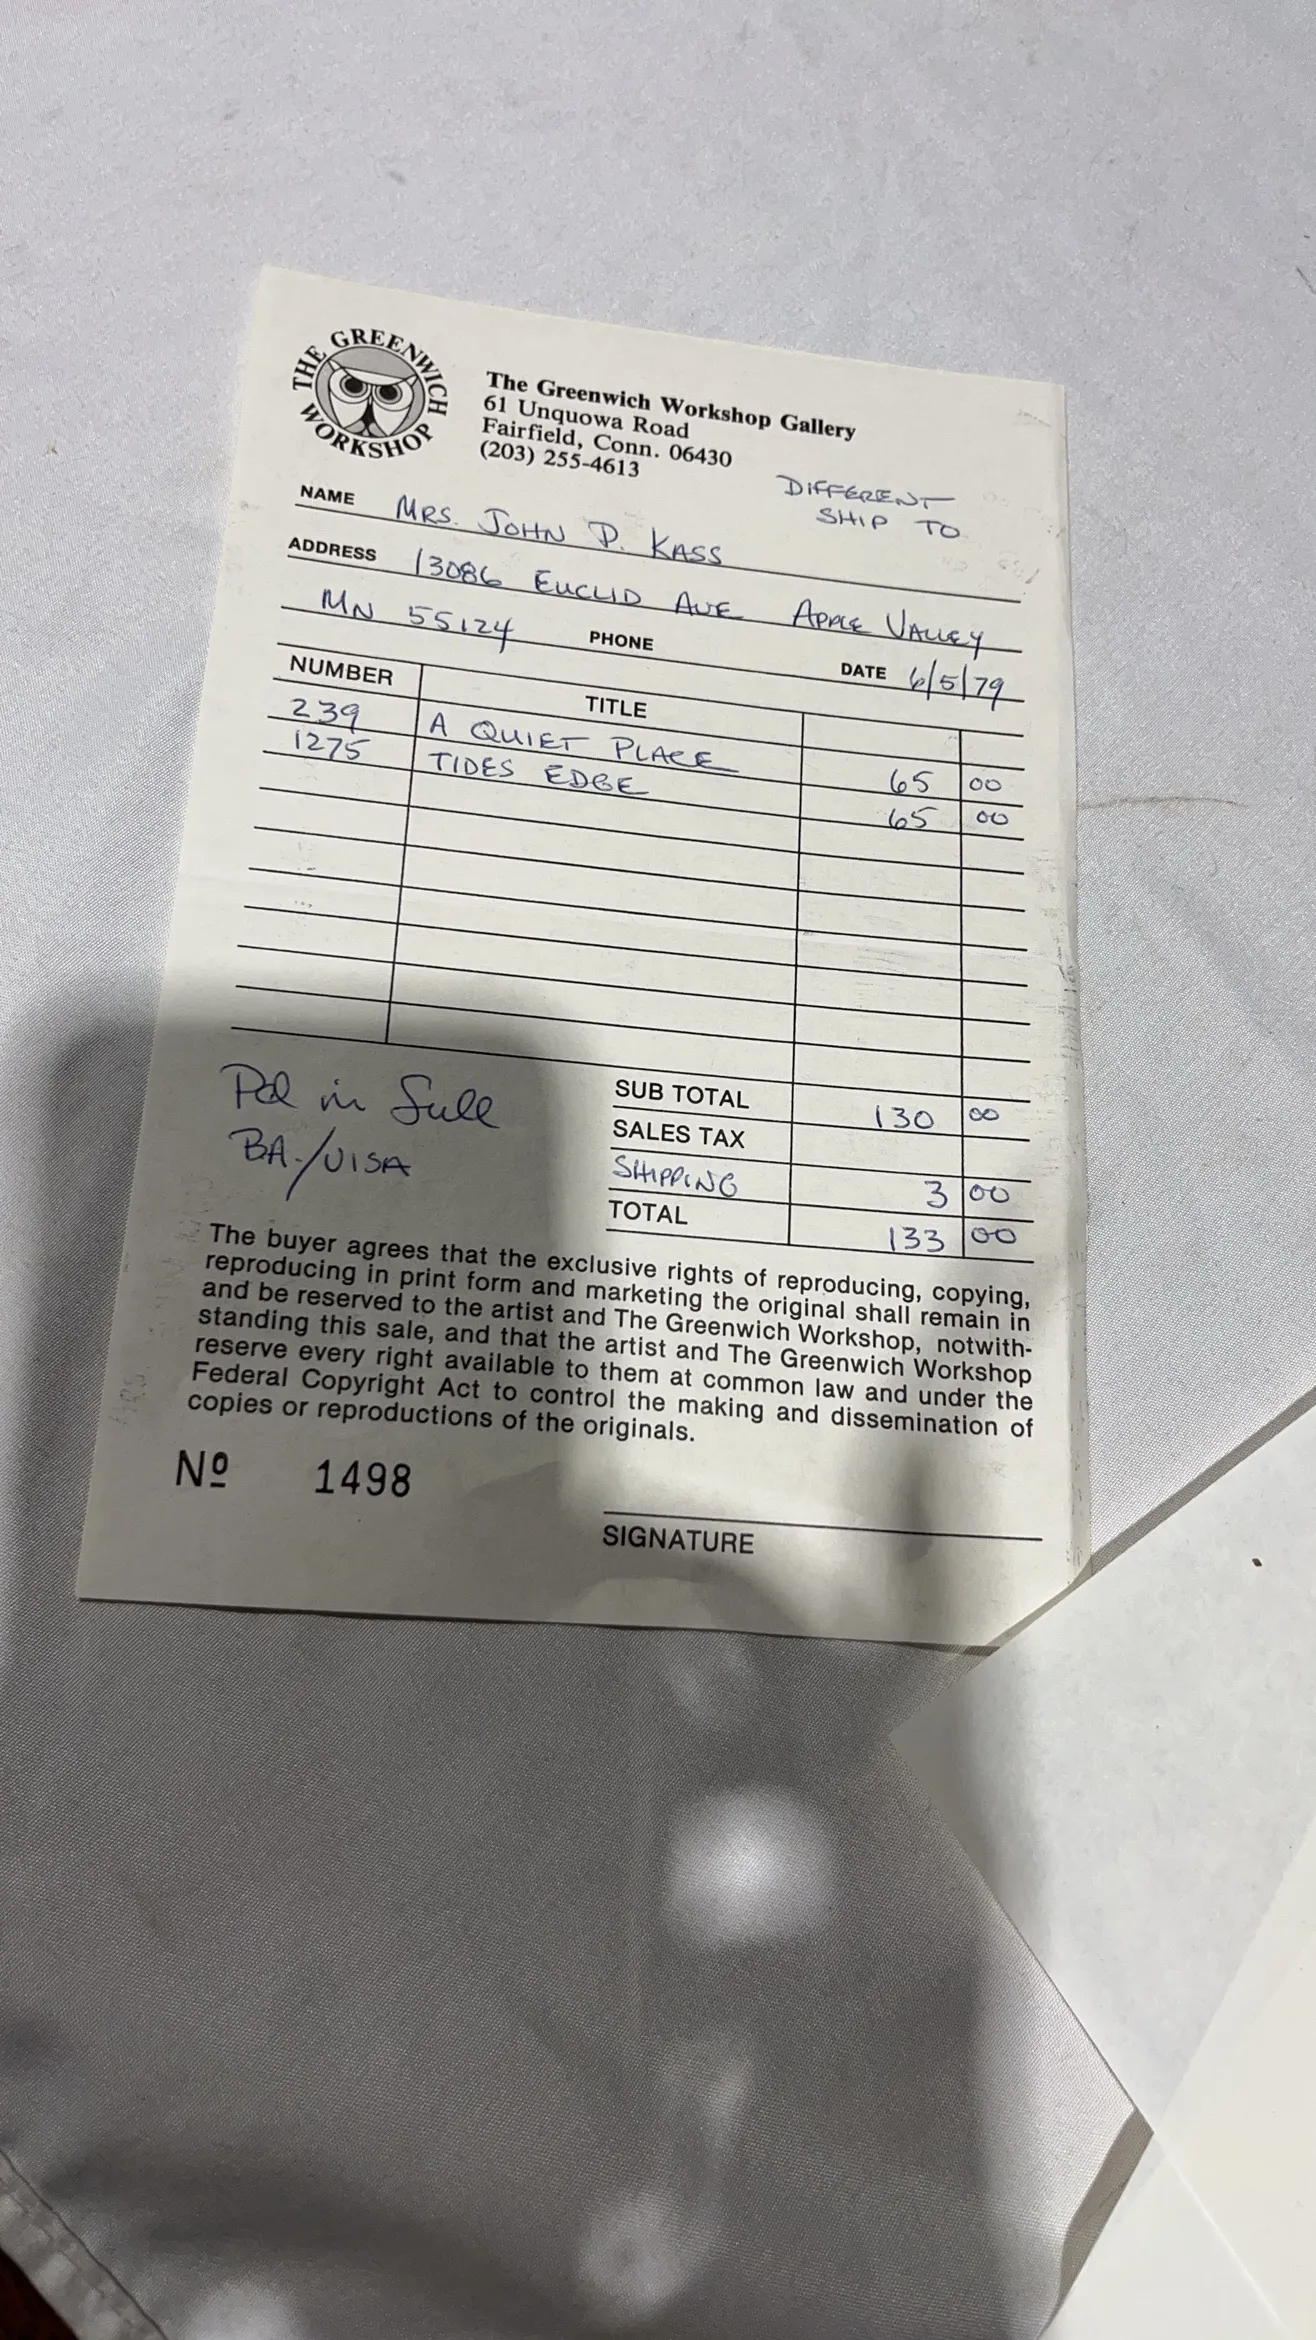 THE GREENWICH WORKSHOP
The Greenwich Workshop Gallery
61 Unquowa Road
Fairfield, Conn. 06430
(203) 255-4613
DIFFERENT
SHIP TO
NAME MRS. JOHN P. KASS
ADDRESS 13086 EUCLID AVE APPLE VALLEY
MN 55124 PHONE DATE 6/5/79
NUMBER TITLE
239 A QUIET PLACE 65 00
1275 TIDES EDGE 65 00
Pd in full
BA./VISA
SUB TOTAL 130 00
SALES TAX
SHIPPING 3 00
TOTAL 133 00
The buyer agrees that the exclusive rights of reproducing, copying,
reproducing in print form and marketing the original shall remain in
and be reserved to the artist and The Greenwich Workshop, notwith-
standing this sale, and that the artist and The Greenwich Workshop
reserve every right available to them at common law and under the
Federal Copyright Act to control the making and dissemination of
copies or reproductions of the originals.
Nº 1498
SIGNATURE